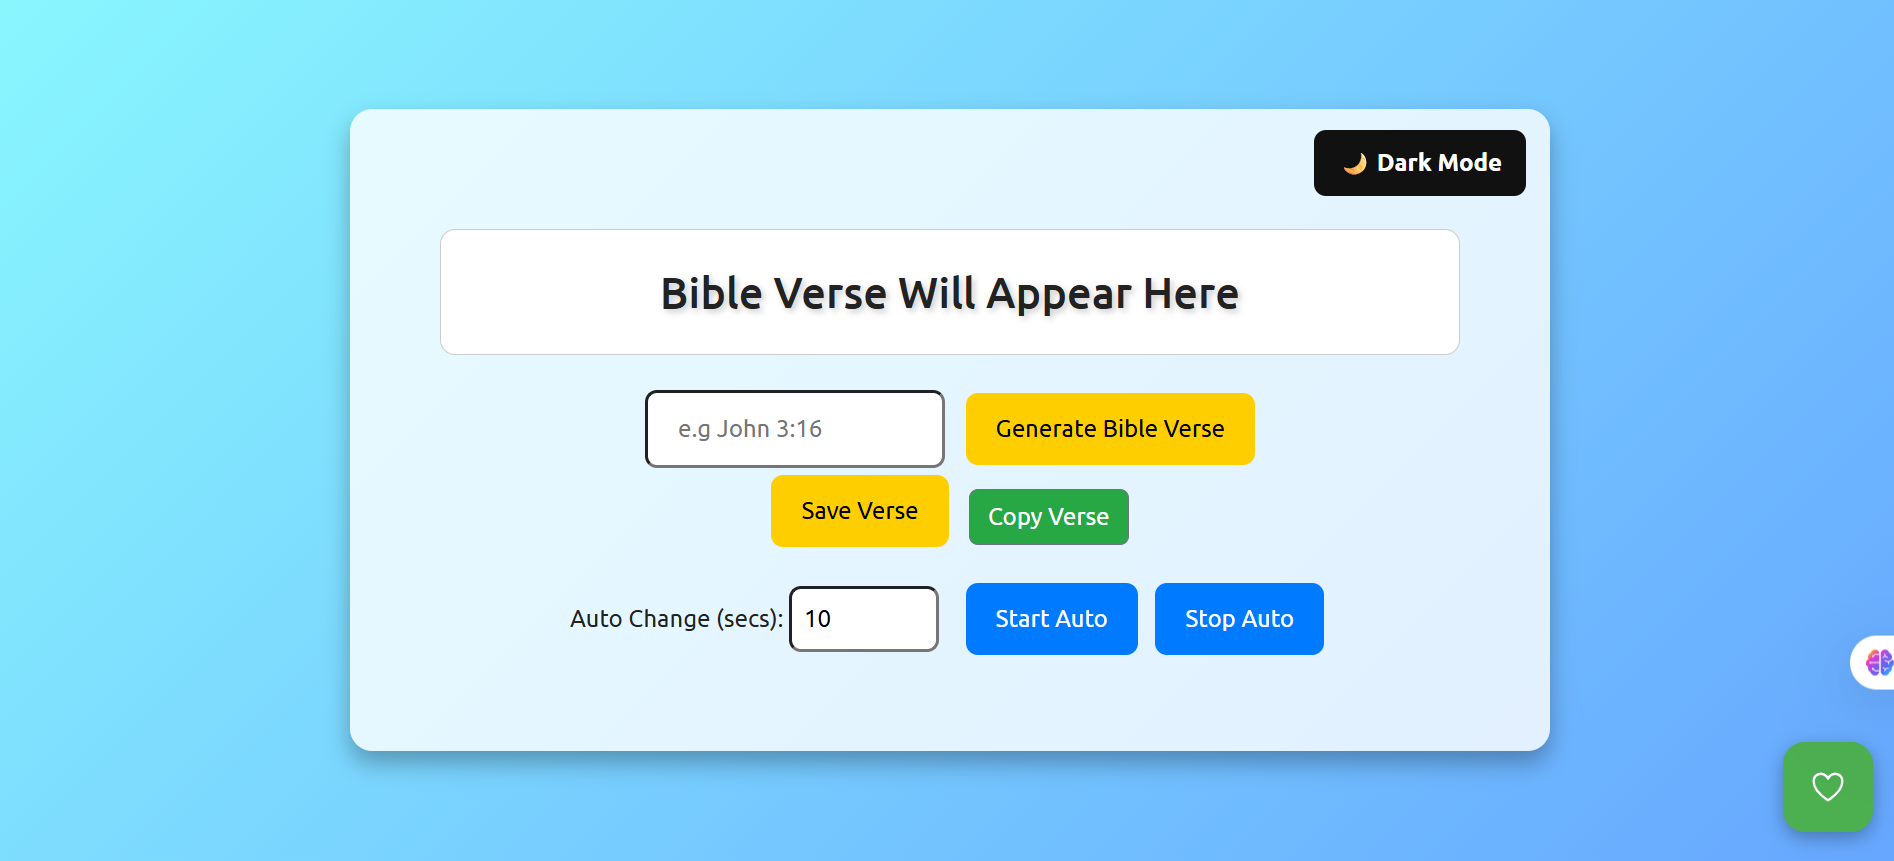 🌙 Dark Mode
Bible Verse Will Appear Here
e.g John 3:16 Generate Bible Verse
Save Verse Copy Verse
Auto Change (secs): 10 Start Auto Stop Auto